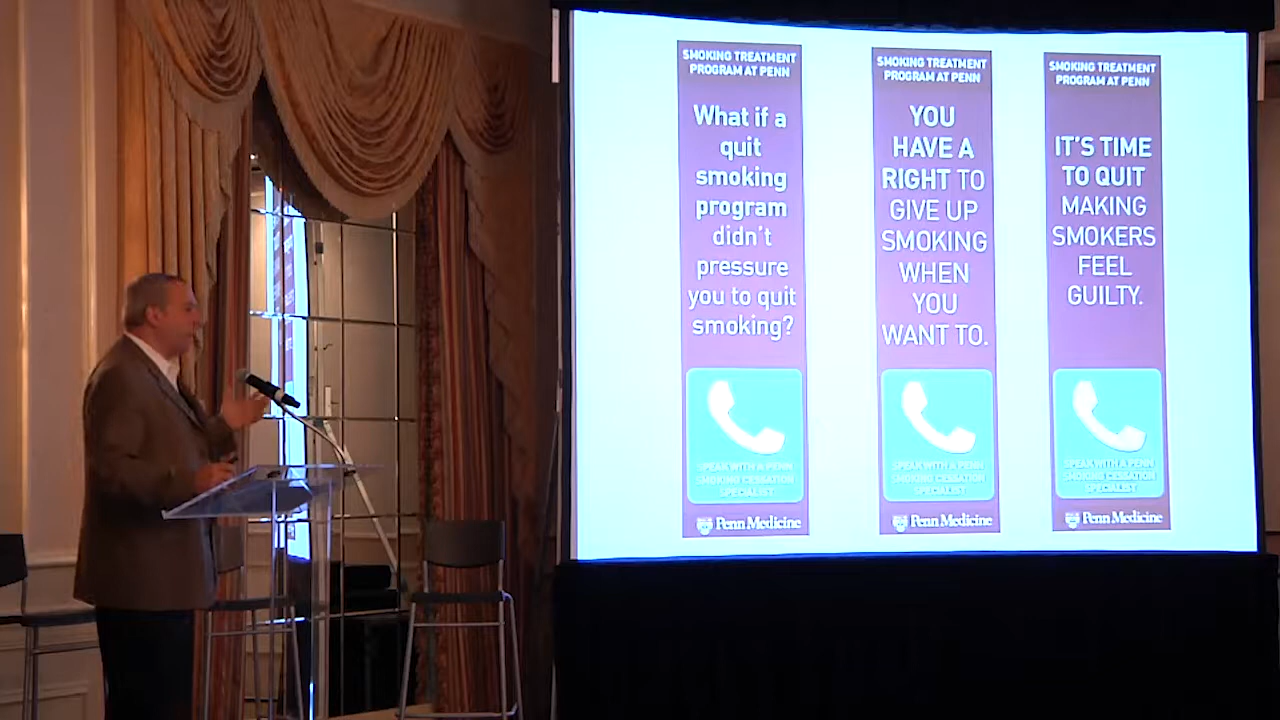 SMOKING TREATMENT
PROGRAM AT PENN
What if a
quit
smoking
program
didn't
pressure
you to quit
smoking?
SPEAK WITH A PENN
SMOKING CESSATION
SPECIALIST
Penn Medicine
SMOKING TREATMENT
PROGRAM AT PENN
YOU
HAVE A
RIGHT TO
GIVE UP
SMOKING
WHEN
YOU
WANT TO.
SPEAK WITH A PENN
SMOKING CESSATION
SPECIALIST
Penn Medicine
SMOKING TREATMENT
PROGRAM AT PENN
IT'S TIME
TO QUIT
MAKING
SMOKERS
FEEL
GUILTY.
SPEAK WITH A PENN
SMOKING CESSATION
SPECIALIST
Penn Medicine